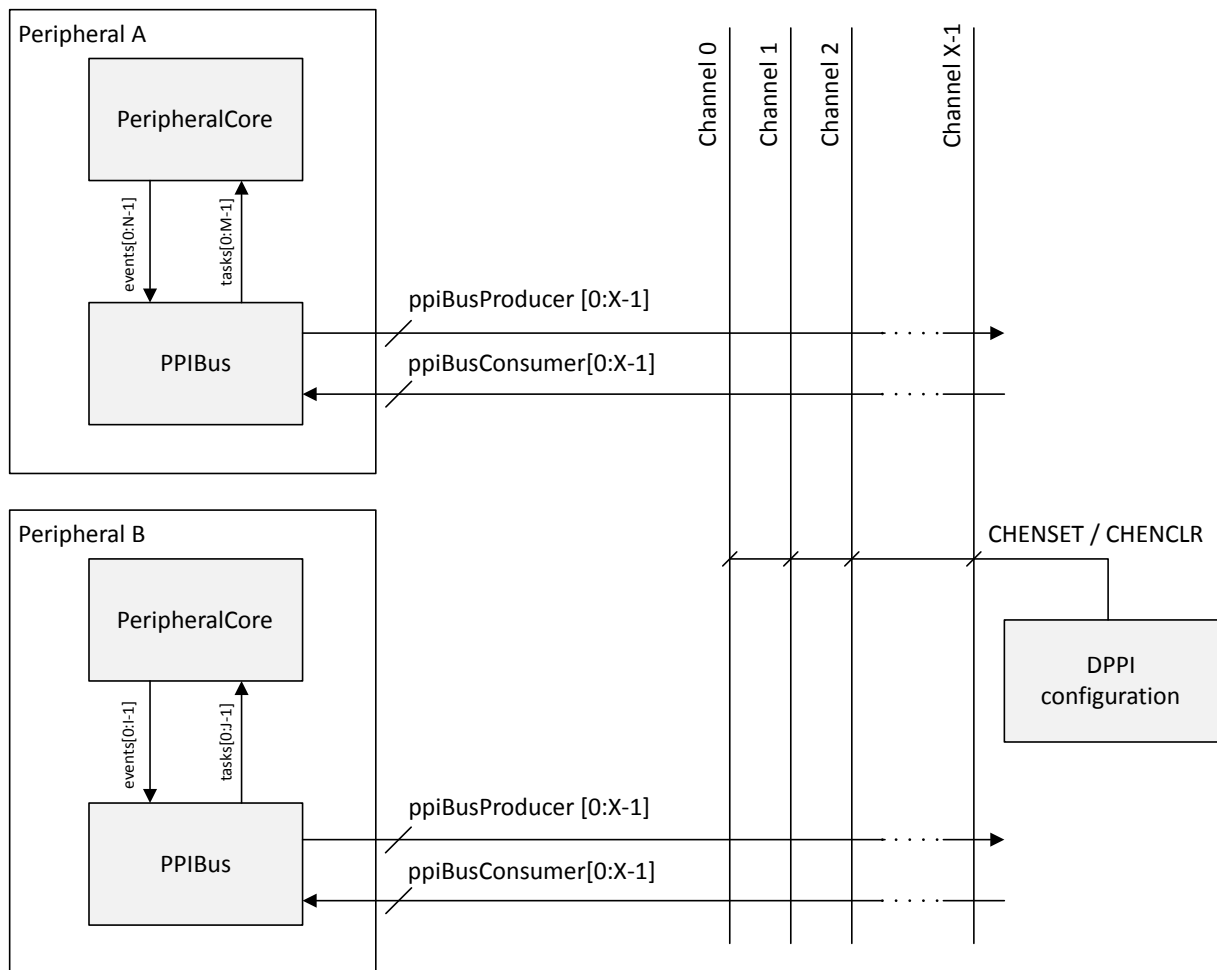 Peripheral A
PeripheralCore
events[0:N-1]
tasks[0:M-1]
PPIBus
ppiBusProducer [0:X-1]
ppiBusConsumer[0:X-1]
Channel 0
Channel 1
Channel 2
Channel X-1
Peripheral B
PeripheralCore
events[0:I-1]
tasks[0:J-1]
PPIBus
ppiBusProducer [0:X-1]
ppiBusConsumer[0:X-1]
CHENSET / CHENCLR
DPPI
configuration